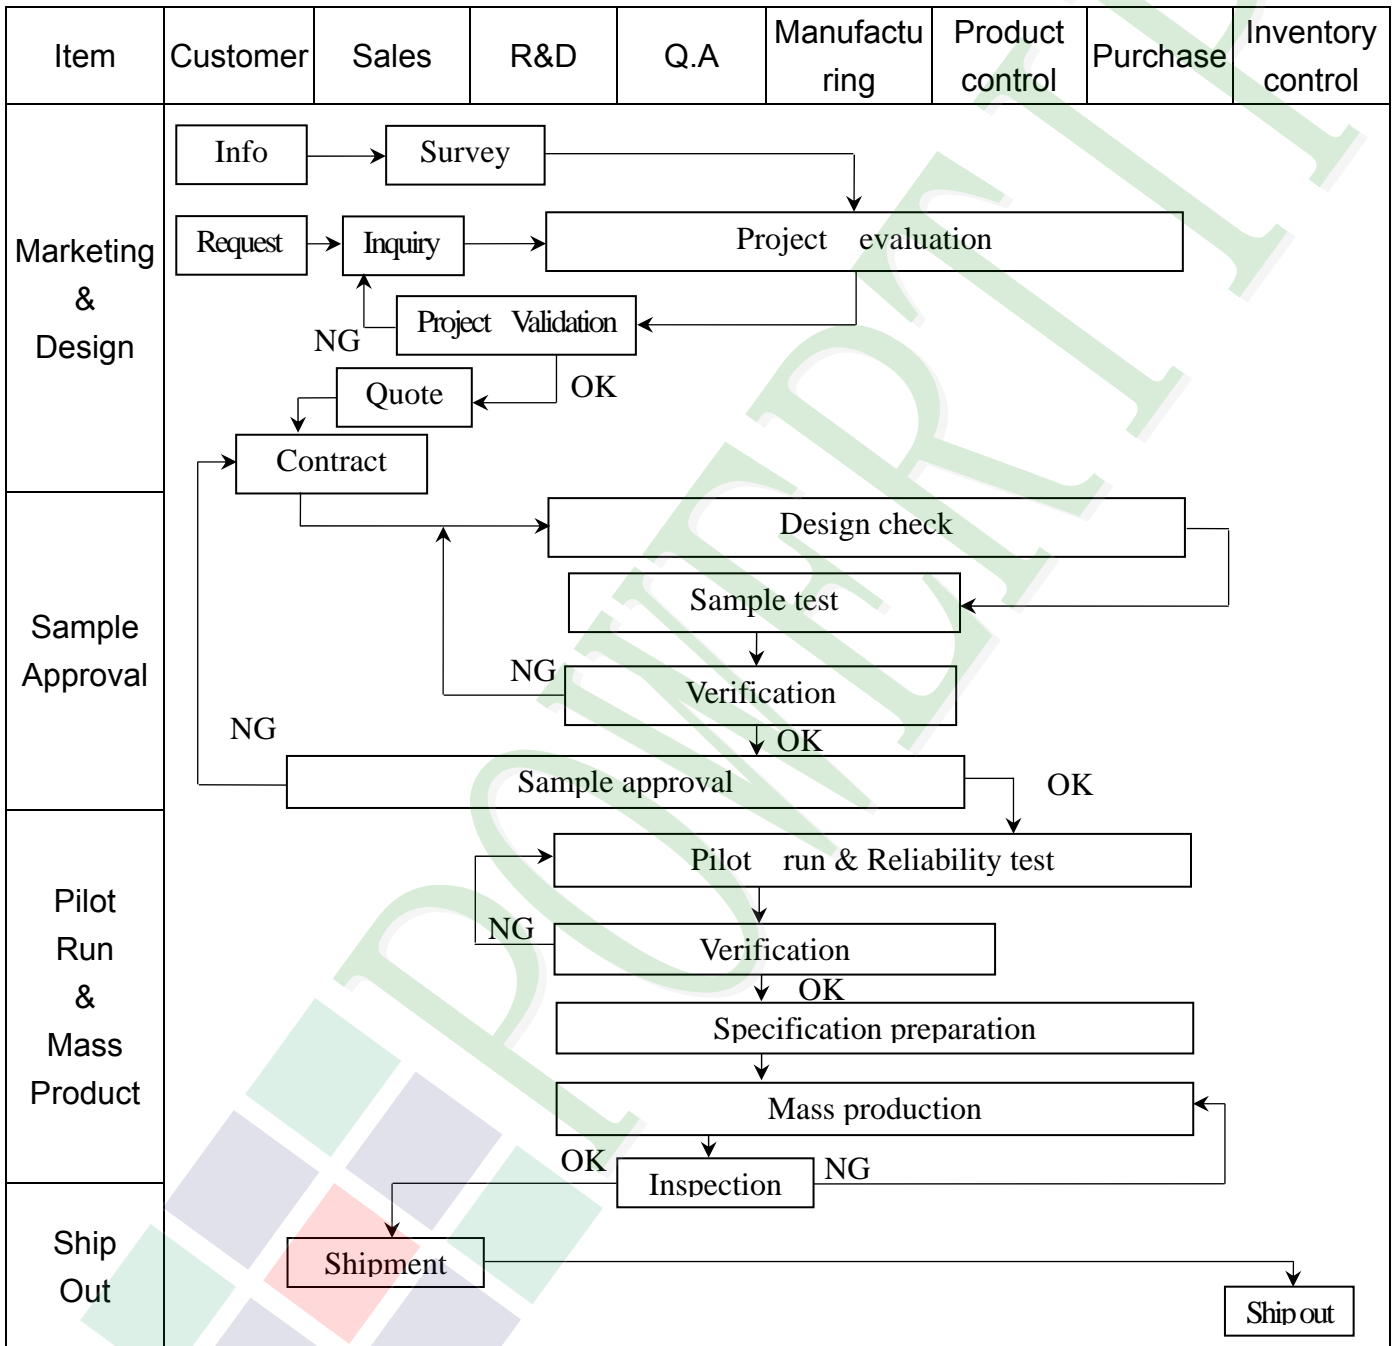 Item
Customer
Sales
R&D
Q.A
Manufactu
ring
Product
control
Purchase
Inventory
control
Marketing
&
Design
Info
Survey
Request
Inquiry
Project evaluation
Project Validation
NG
OK
Quote
Contract
Sample
Approval
Design check
Sample test
NG
Verification
NG
OK
Sample approval
OK
Pilot
Run
&
Mass
Product
Pilot run & Reliability test
NG
Verification
OK
Specification preparation
Mass production
OK
Inspection
NG
Ship
Out
Shipment
Ship out
POWERTIP